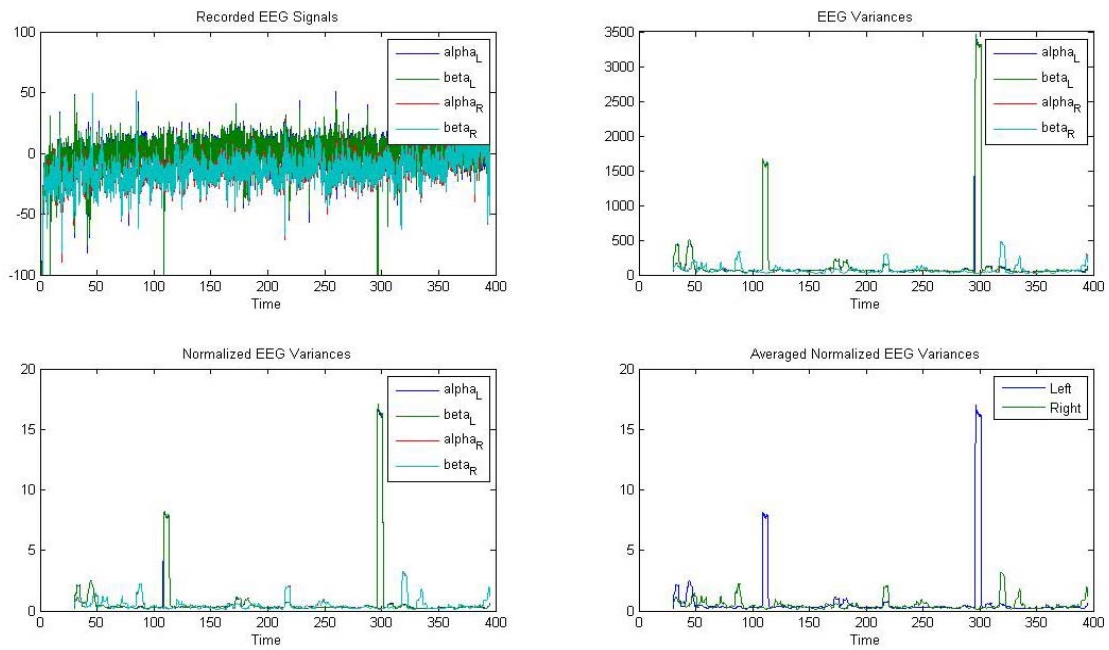 Recorded EEG Signals
100
50
0
-50
-100
0 50 100 150 200 250 300 350 400
Time
alpha_L
beta_L
alpha_R
beta_R
EEG Variances
3500
3000
2500
2000
1500
1000
500
0
0 50 100 150 200 250 300 350 400
Time
alpha_L
beta_L
alpha_R
beta_R
Normalized EEG Variances
20
15
10
5
0
0 50 100 150 200 250 300 350 400
Time
alpha_L
beta_L
alpha_R
beta_R
Averaged Normalized EEG Variances
20
15
10
5
0
0 50 100 150 200 250 300 350 400
Time
Left
Right